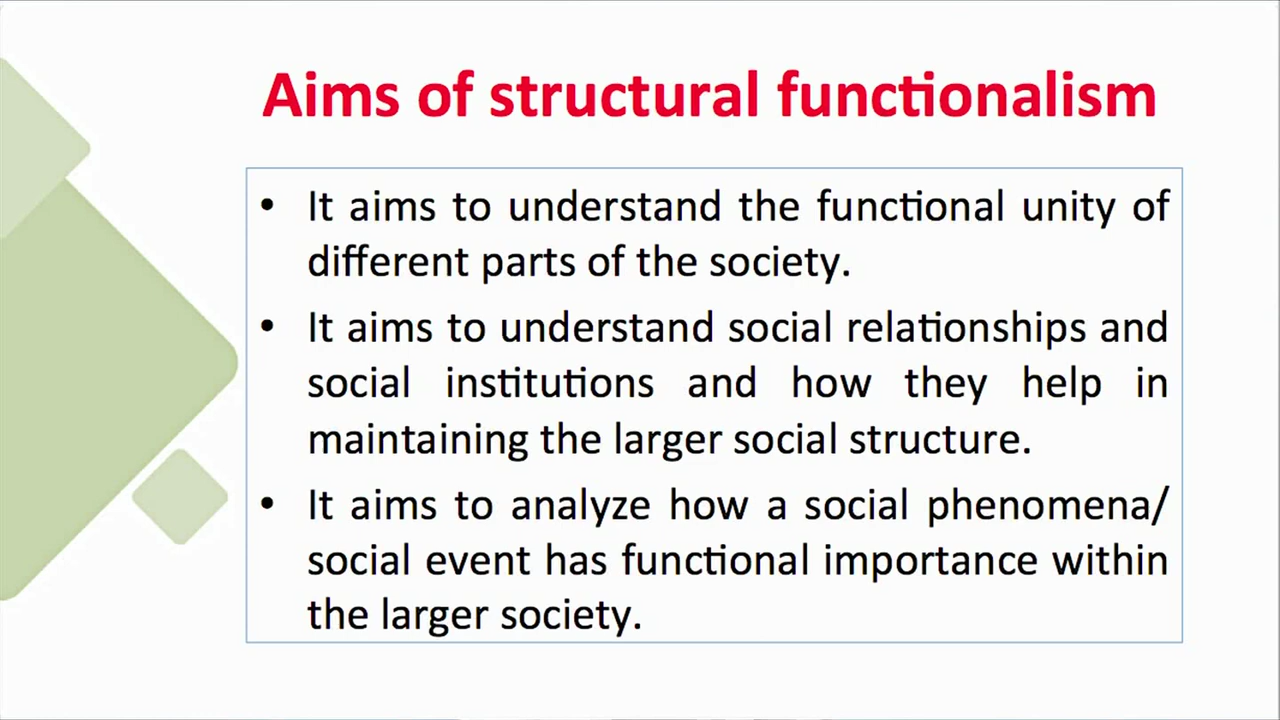 Aims of structural functionalism
• It aims to understand the functional unity of
different parts of the society.
• It aims to understand social relationships and
social institutions and how they help in
maintaining the larger social structure.
• It aims to analyze how a social phenomena/
social event has functional importance within
the larger society.